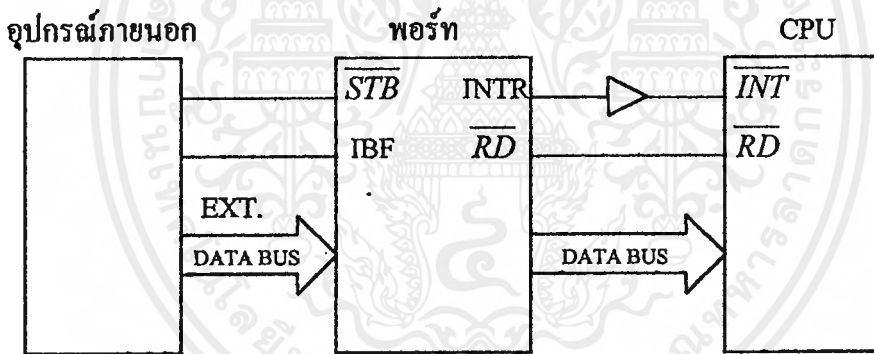 อุปกรณ์ภายนอก พอร์ท CPU
STB INTR INT
IBF RD RD
EXT.
DATA BUS DATA BUS